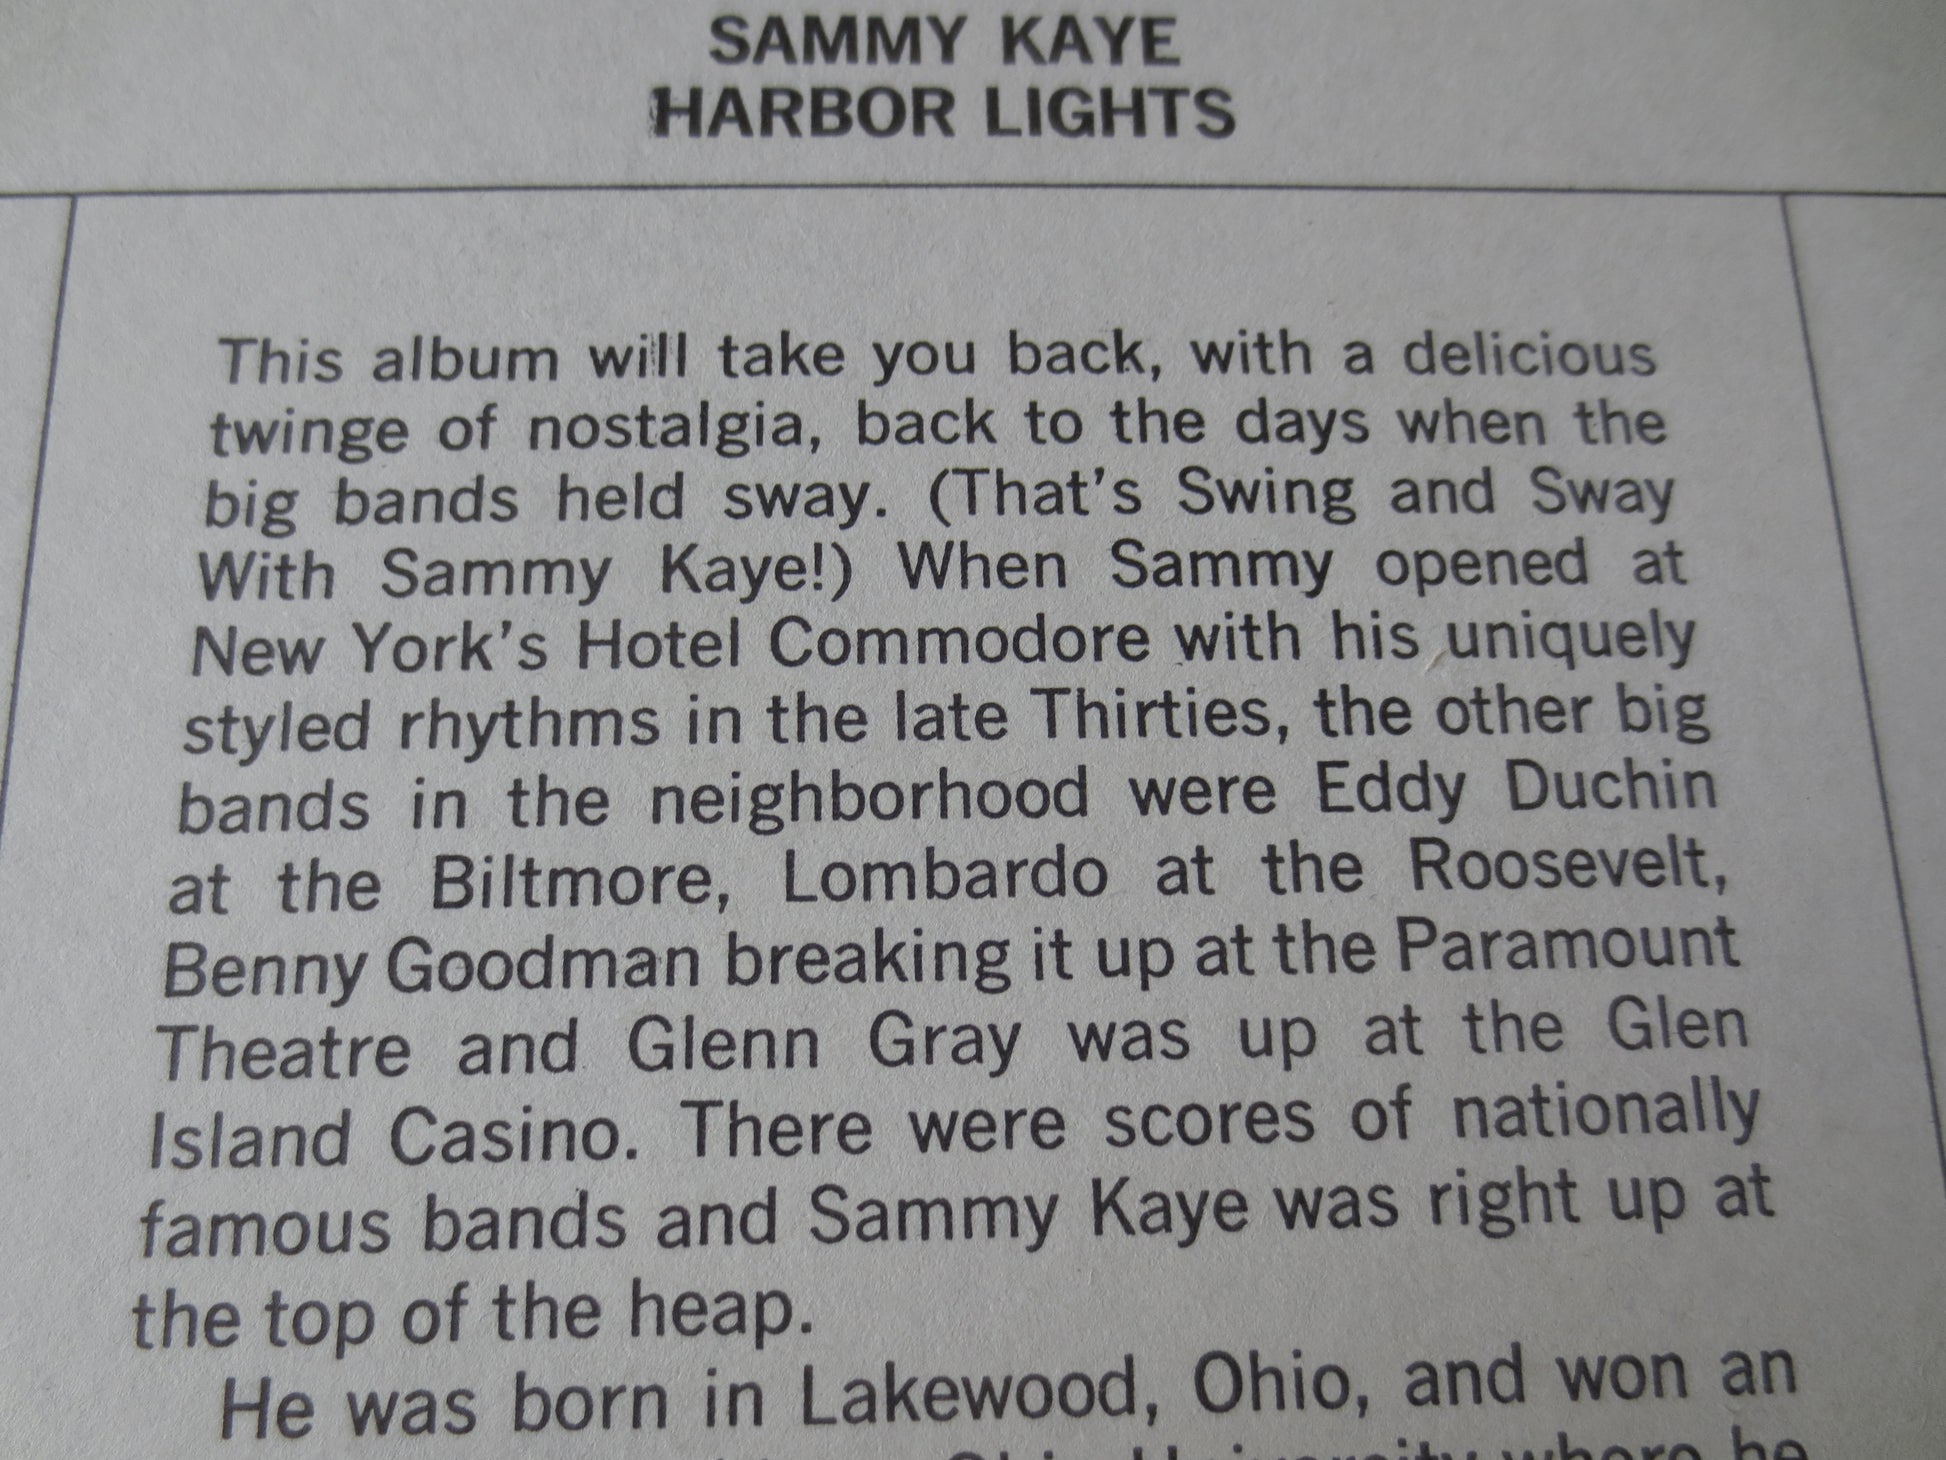 SAMMY KAYE
HARBOR LIGHTS
This album will take you back, with a delicious
twinge of nostalgia, back to the days when the
big bands held sway. (That's Swing and Sway
With Sammy Kaye!) When Sammy opened at
New York's Hotel Commodore with his uniquely
styled rhythms in the late Thirties, the other big
bands in the neighborhood were Eddy Duchin
at the Biltmore, Lombardo at the Roosevelt,
Benny Goodman breaking it up at the Paramount
Theatre and Glenn Gray was up at the Glen
Island Casino. There were scores of nationally
famous bands and Sammy Kaye was right up at
the top of the heap.
He was born in Lakewood, Ohio, and won an
Ohio University where he